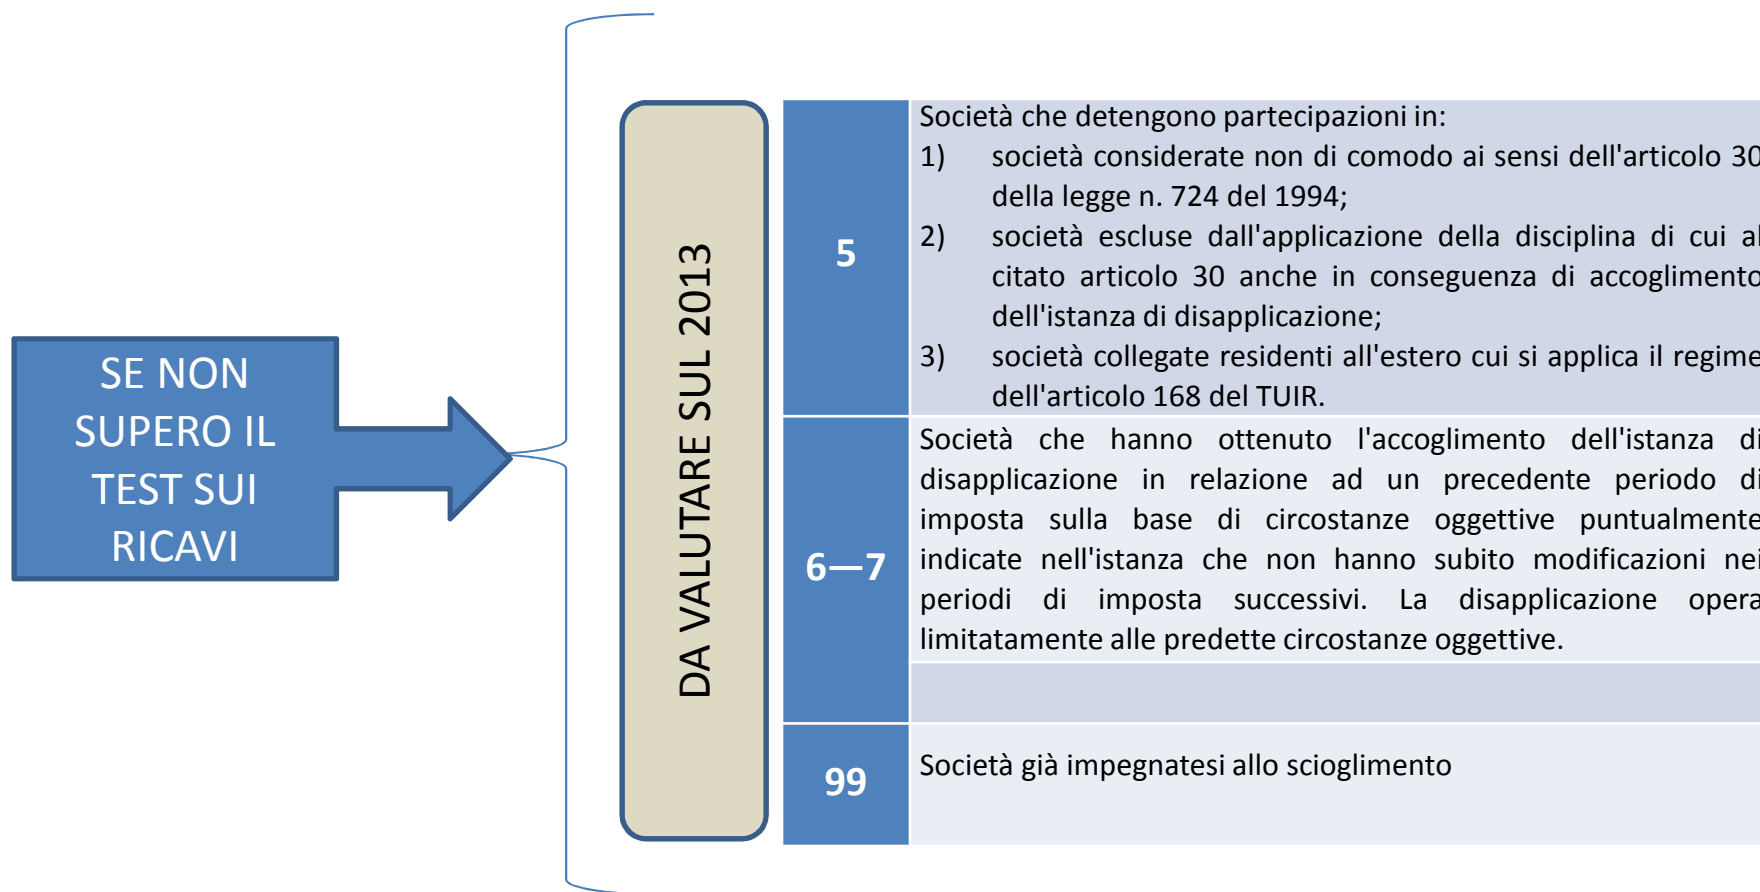 SE NON
SUPERO IL
TEST SUI
RICAVI
DA VALUTARE SUL 2013
5
Società che detengono partecipazioni in:
1) società considerate non di comodo ai sensi dell'articolo 30
della legge n. 724 del 1994;
2) società escluse dall'applicazione della disciplina di cui al
citato articolo 30 anche in conseguenza di accoglimento
dell'istanza di disapplicazione;
3) società collegate residenti all'estero cui si applica il regime
dell'articolo 168 del TUIR.
6—7
Società che hanno ottenuto l'accoglimento dell'istanza di
disapplicazione in relazione ad un precedente periodo di
imposta sulla base di circostanze oggettive puntualmente
indicate nell'istanza che non hanno subito modificazioni nei
periodi di imposta successivi. La disapplicazione opera
limitatamente alle predette circostanze oggettive.
99
Società già impegnatesi allo scioglimento